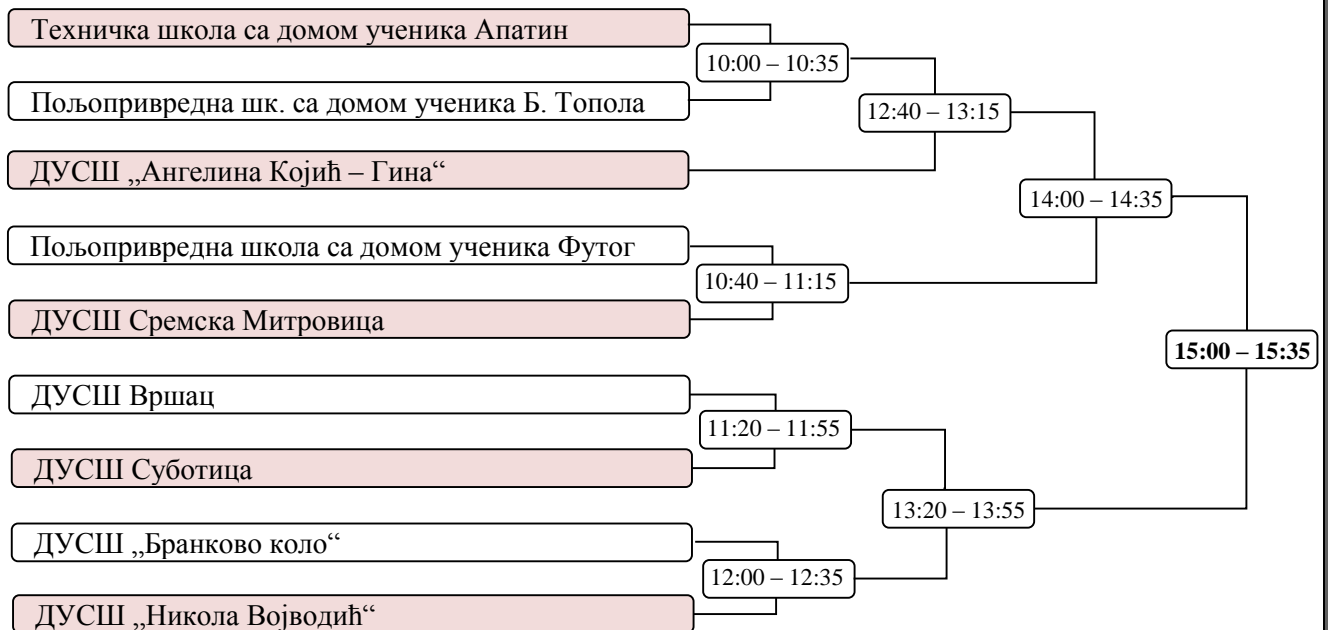 Техничка школа са домом ученика Апатин
10:00 – 10:35
Пољопривредна шк. са домом ученика Б. Топола
12:40 – 13:15
ДУСШ „Ангелина Којић – Гина“
14:00 – 14:35
Пољопривредна школа са домом ученика Футог
10:40 – 11:15
ДУСШ Сремска Митровица
15:00 – 15:35
ДУСШ Вршац
11:20 – 11:55
ДУСШ Суботица
13:20 – 13:55
ДУСШ „Бранково коло“
12:00 – 12:35
ДУСШ „Никола Војводић“